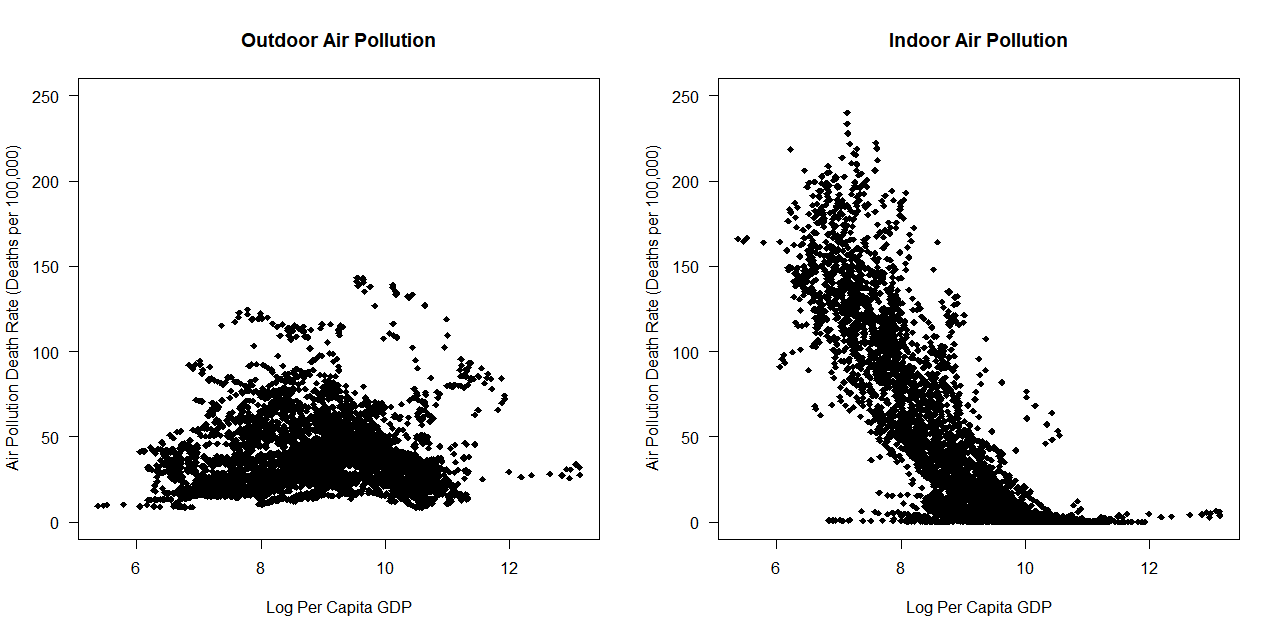 Outdoor Air Pollution
Air Pollution Death Rate (Deaths per 100,000)
250
200
150
100
50
0
6 8 10 12
Log Per Capita GDP
Indoor Air Pollution
Air Pollution Death Rate (Deaths per 100,000)
250
200
150
100
50
0
6 8 10 12
Log Per Capita GDP